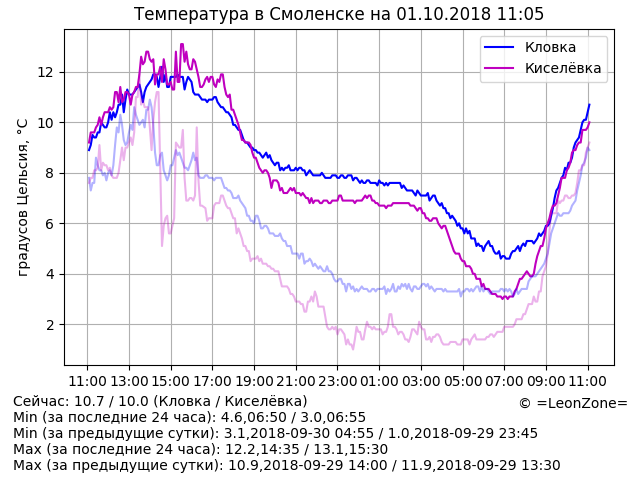 Температура в Смоленске на 01.10.2018 11:05
градусов Цельсия, °C
12
10
8
6
4
2
Кловка
Киселёвка
11:00 13:00 15:00 17:00 19:00 21:00 23:00 01:00 03:00 05:00 07:00 09:00 11:00
Сейчас: 10.7 / 10.0 (Кловка / Киселёвка)
© =LeonZone=
Min (за последние 24 часа): 4.6,06:50 / 3.0,06:55
Min (за предыдущие сутки): 3.1,2018-09-30 04:55 / 1.0,2018-09-29 23:45
Max (за последние 24 часа): 12.2,14:35 / 13.1,15:30
Max (за предыдущие сутки): 10.9,2018-09-29 14:00 / 11.9,2018-09-29 13:30